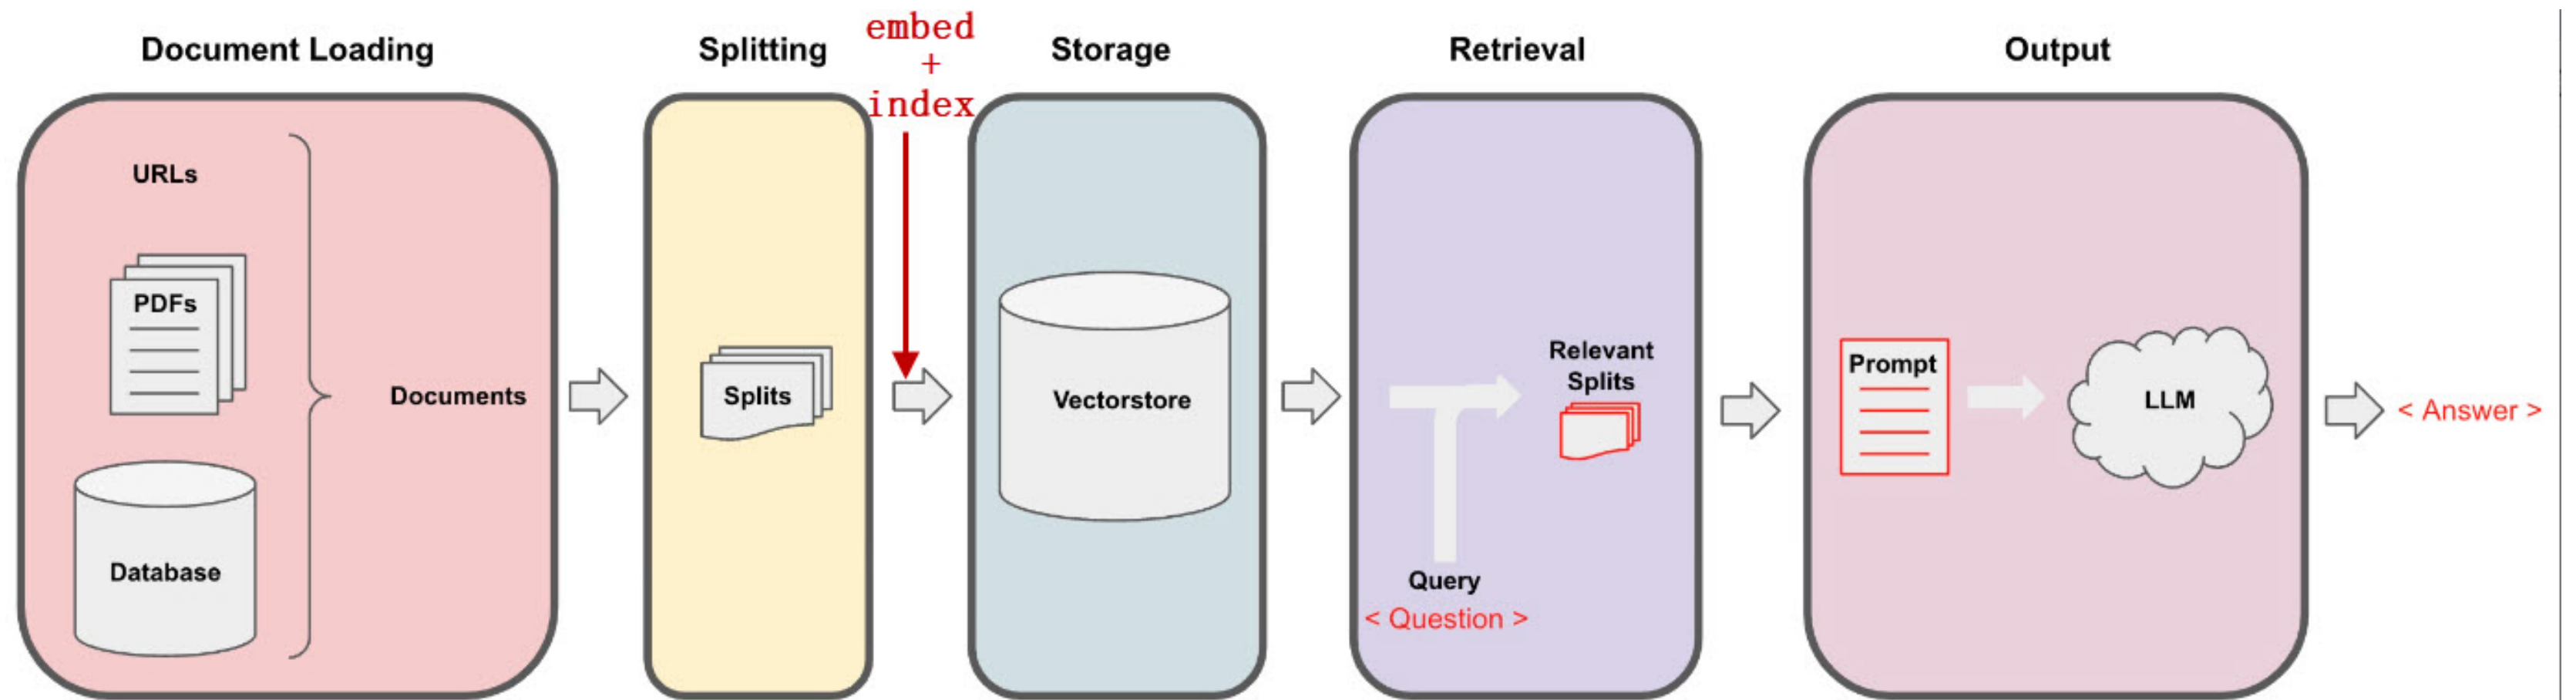 Document Loading
Splitting
embed
+
index
Storage
Retrieval
Output
URLs
PDFs
Database
Documents
Splits
Vectorstore
Relevant
Splits
Query
< Question >
Prompt
LLM
< Answer >